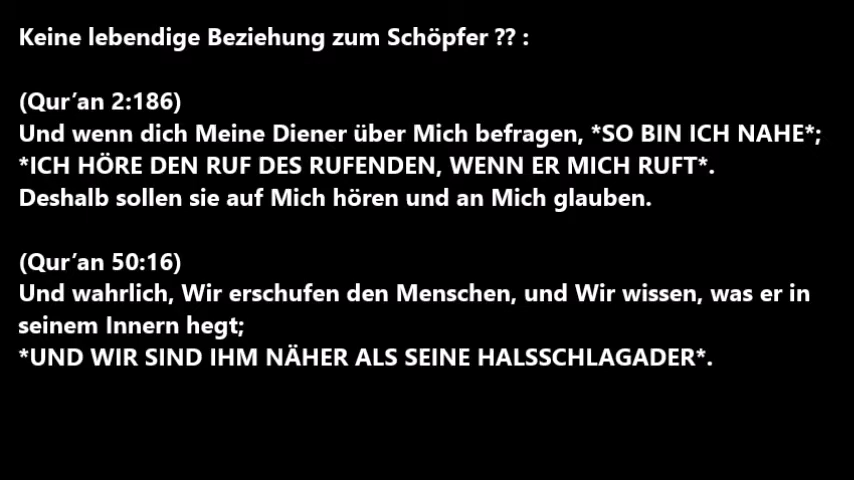 Keine lebendige Beziehung zum Schöpfer ?? :
(Qur’an 2:186)
Und wenn dich Meine Diener über Mich befragen, *SO BIN ICH NAHE*;
*ICH HÖRE DEN RUF DES RUFENDEN, WENN ER MICH RUFT*.
Deshalb sollen sie auf Mich hören und an Mich glauben.
(Qur’an 50:16)
Und wahrlich, Wir erschufen den Menschen, und Wir wissen, was er in
seinem Innern hegt;
*UND WIR SIND IHM NÄHER ALS SEINE HALSSCHLAGADER*.